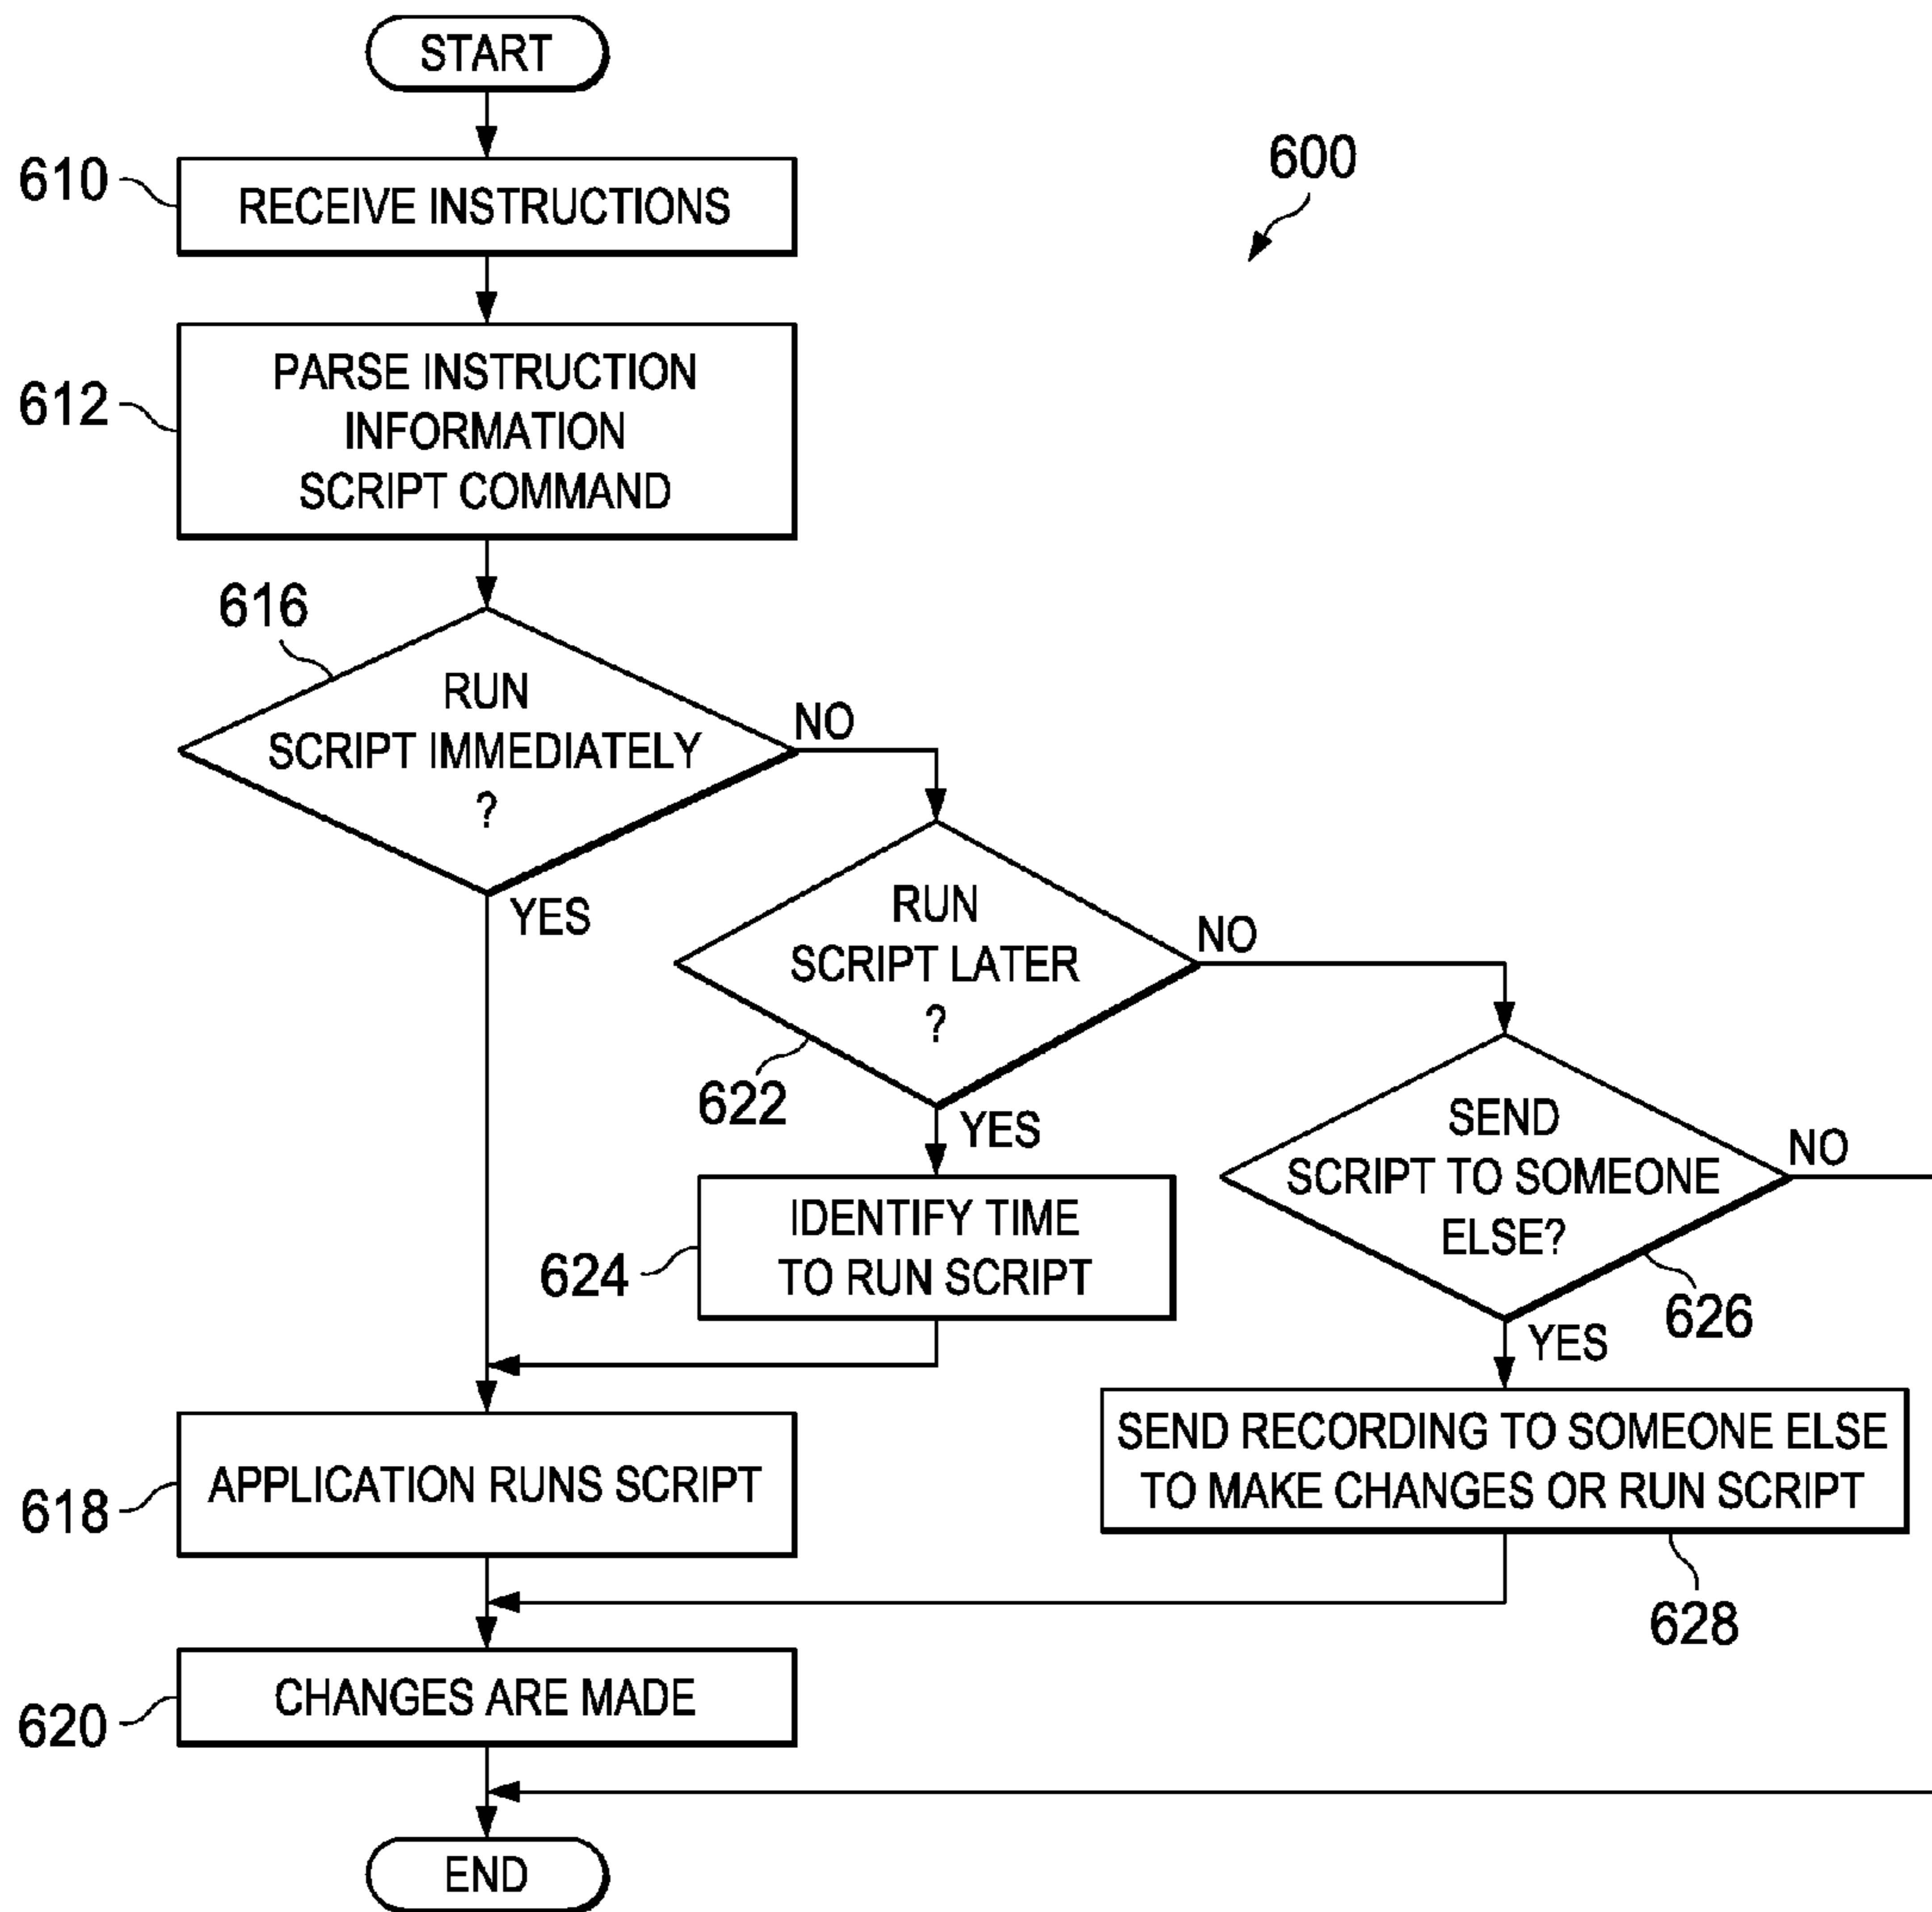 START
600
610
RECEIVE INSTRUCTIONS
612
PARSE INSTRUCTION
INFORMATION
SCRIPT COMMAND
616
RUN
SCRIPT IMMEDIATELY
?
NO
YES
RUN
SCRIPT LATER
?
NO
622
YES
SEND
SCRIPT TO SOMEONE
ELSE?
NO
626
YES
624
IDENTIFY TIME
TO RUN SCRIPT
618
APPLICATION RUNS SCRIPT
SEND RECORDING TO SOMEONE ELSE
TO MAKE CHANGES OR RUN SCRIPT
628
620
CHANGES ARE MADE
END